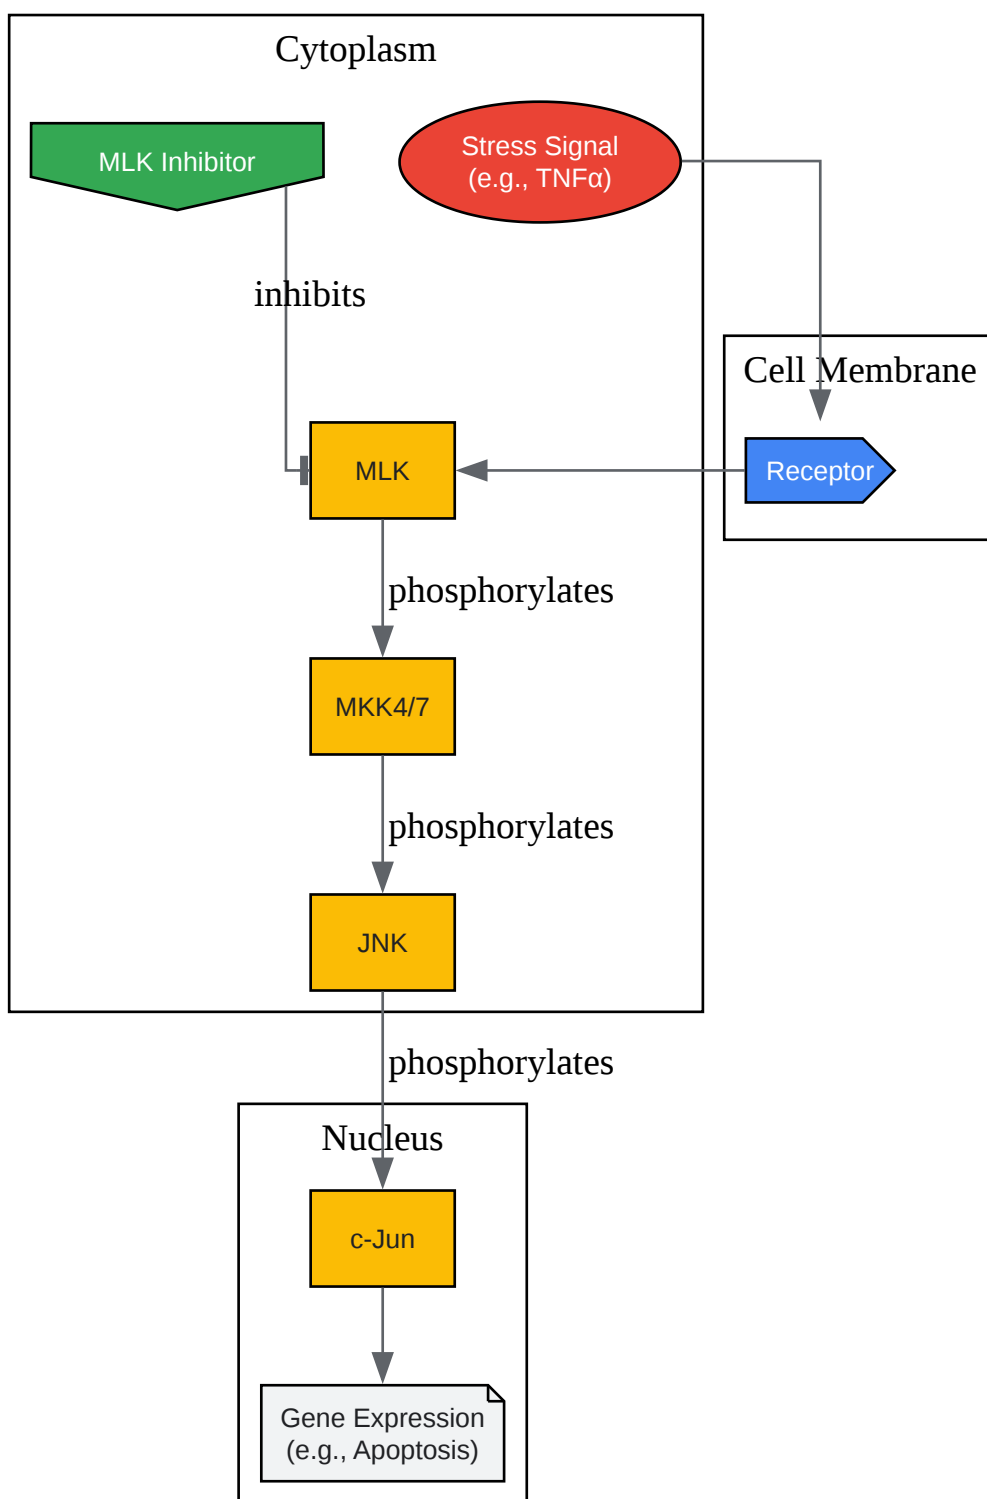 Cytoplasm
MLK Inhibitor
Stress Signal
(e.g., TNFα)
inhibits
Cell Membrane
MLK
Receptor
phosphorylates
MKK4/7
phosphorylates
JNK
phosphorylates
Nucleus
c-Jun
Gene Expression
(e.g., Apoptosis)